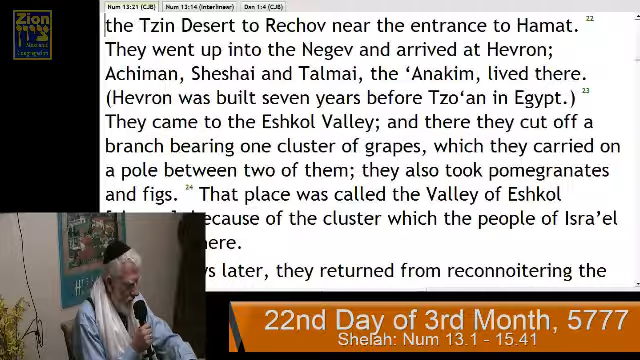 Zion
Num 13:21 (CJB)
Num 13:14 (Interlinear)
Dxn 1:4 (CJB)
the Tzin Desert to Rechov near the entrance to Hamat. 22
They went up into the Negev and arrived at Hevron;
Achiman, Sheshai and Talmai, the ‘Anakim, lived there.
(Hevron was built seven years before Tzo‘an in Egypt.) 23
They came to the Eshkol Valley; and there they cut off a
branch bearing one cluster of grapes, which they carried on
a pole between two of them; they also took pomegranates
and figs. 24 That place was called the Valley of Eshkol
because of the cluster which the people of Isra’el
here.
later, they returned from reconnoitering the
22nd Day of 3rd Month, 5777
Shelah: Num 13.1 - 15.41